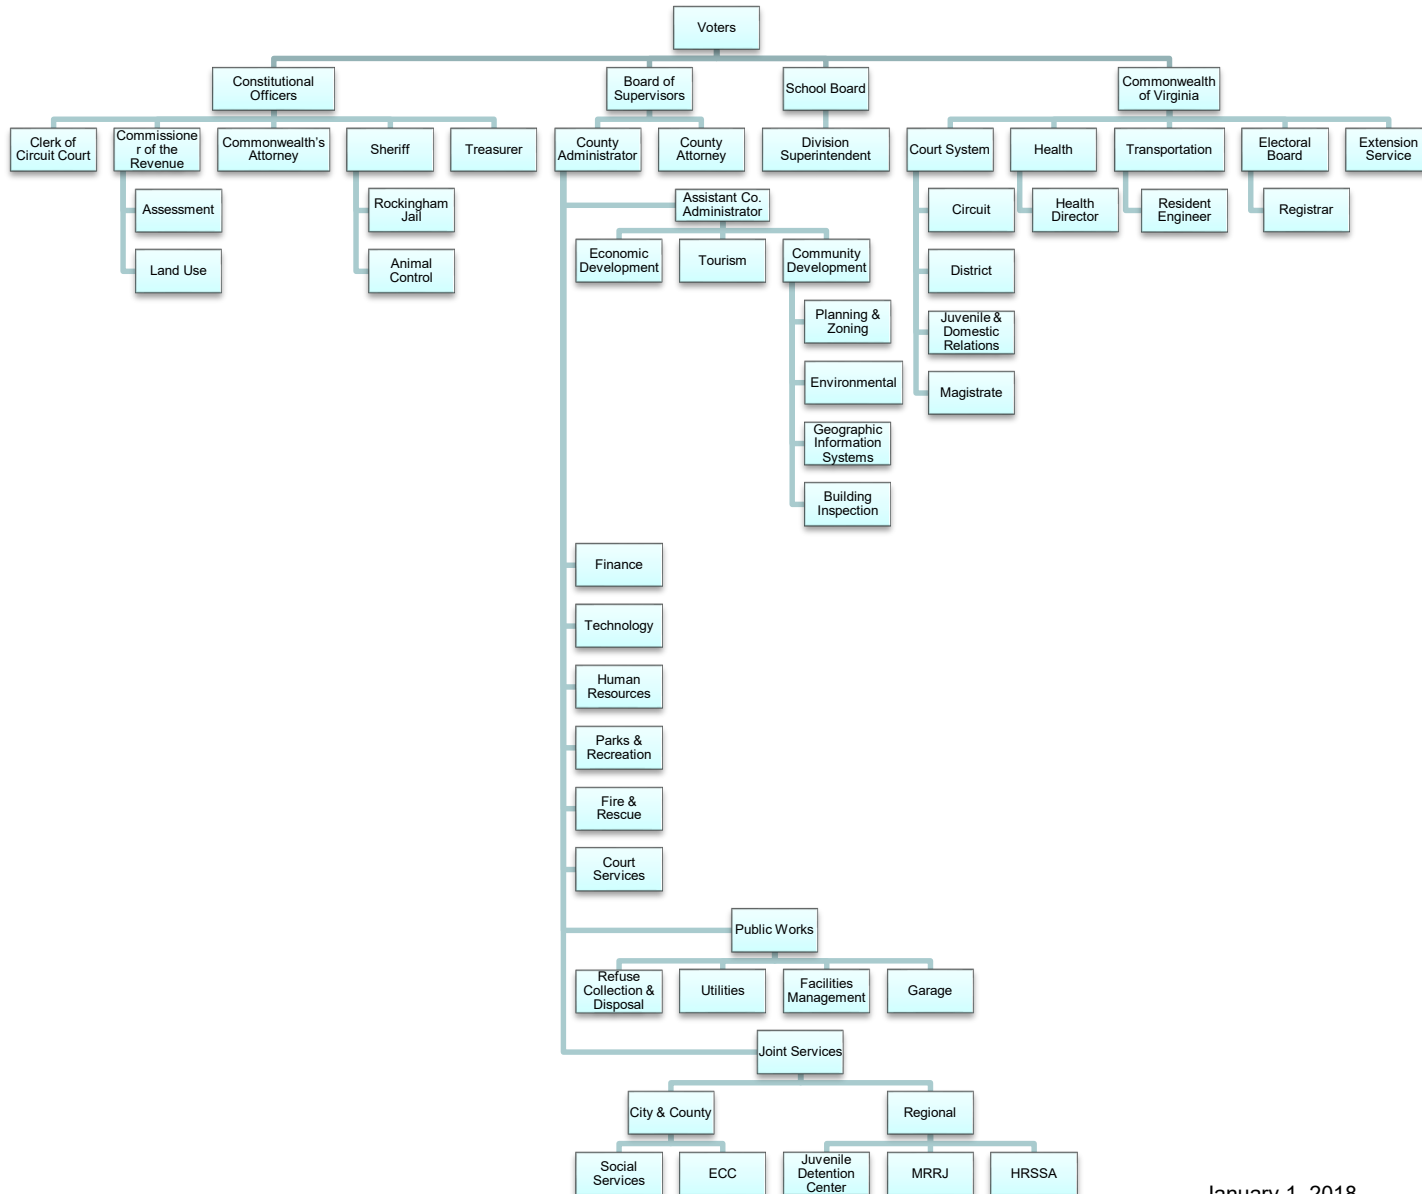 Voters
Constitutional
Officers
Board of
Supervisors
School Board
Commonwealth
of Virginia
Clerk of
Circuit Court
Commissione
r of the
Revenue
Commonwealth's
Attorney
Sheriff
Treasurer
County
Administrator
County
Attorney
Division
Superintendent
Court System
Health
Transportation
Electoral
Board
Extension
Service
Assessment
Rockingham
Jail
Assistant Co.
Administrator
Circuit
Health
Director
Resident
Engineer
Registrar
Land Use
Animal
Control
Economic
Development
Tourism
Community
Development
District
Planning &
Zoning
Juvenile &
Domestic
Relations
Environmental
Magistrate
Geographic
Information
Systems
Building
Inspection
Finance
Technology
Human
Resources
Parks &
Recreation
Fire &
Rescue
Court
Services
Public Works
Refuse
Collection &
Disposal
Utilities
Facilities
Management
Garage
Joint Services
City & County
Regional
Social
Services
ECC
Juvenile
Detention
Center
MRRJ
HRSSA
January 1, 2018